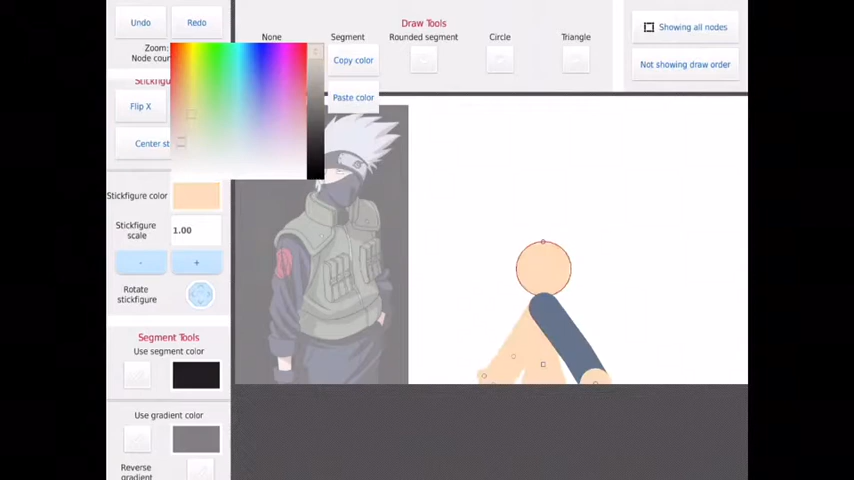 Undo
Redo
Draw Tools
Showing all nodes
Zoom:
None
Segment
Rounded segment
Circle
Triangle
Node cour
Copy color
Not showing draw order
Stickfigu
Flip X
Paste color
Center st
Stickfigure color
Stickfigure
scale
1.00
-
+
Rotate
stickfigure
Segment Tools
Use segment color
Use gradient color
Reverse
gradient